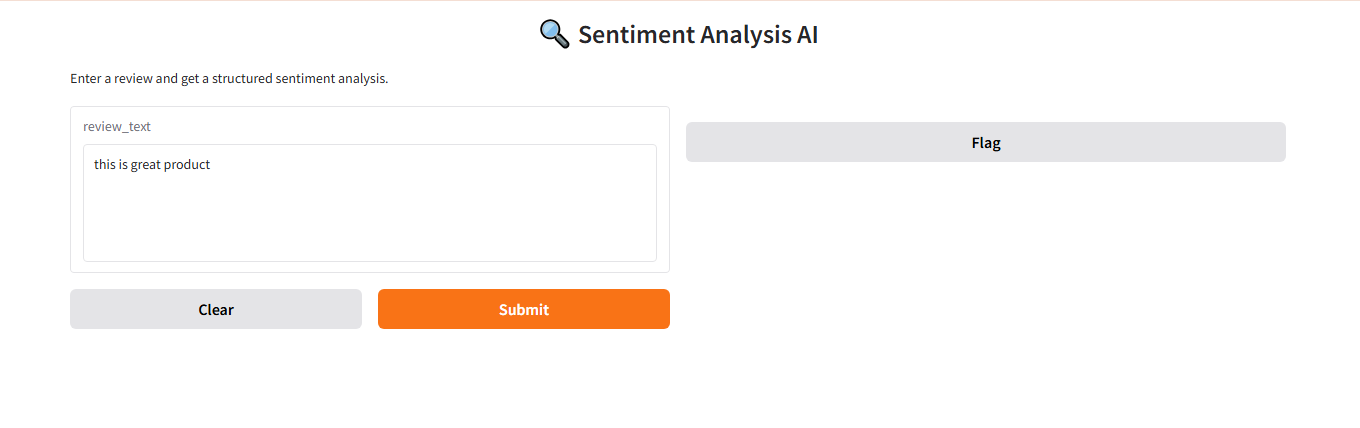 🔍 Sentiment Analysis AI
Enter a review and get a structured sentiment analysis.
review_text
this is great product
Flag
Clear
Submit